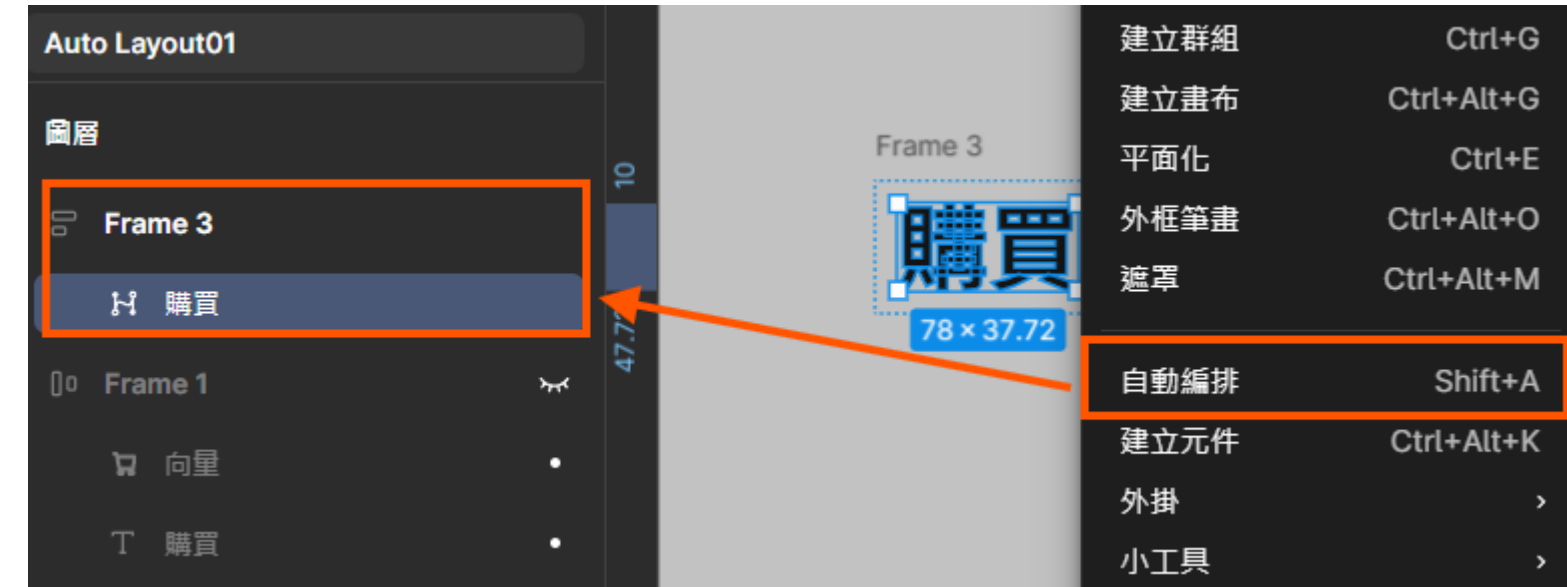 Auto Layout01
圖層
Frame 3
購買
Frame 1
向量
購買
10
47.72
Frame 3
購買
78 × 37.72
建立群組 Ctrl+G
建立畫布 Ctrl+Alt+G
平面化 Ctrl+E
外框筆畫 Ctrl+Alt+O
遮罩 Ctrl+Alt+M
自動編排 Shift+A
建立元件 Ctrl+Alt+K
外掛
小工具